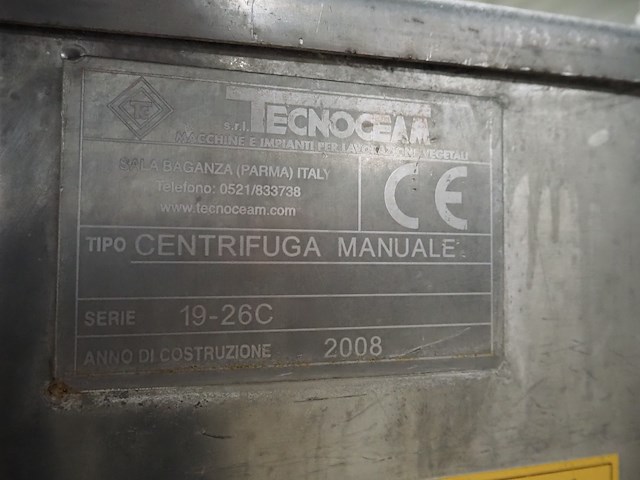 TE
s.r.l. TECNOCEAM
MACCHINE E IMPIANTI PER LAVORAZIONE VEGETALI
SALA BAGANZA (PARMA) ITALY
Telefono: 0521/833738
www.tecnoceam.com
CE
TIPO CENTRIFUGA MANUALE
SERIE 19-26C
ANNO DI COSTRUZIONE 2008